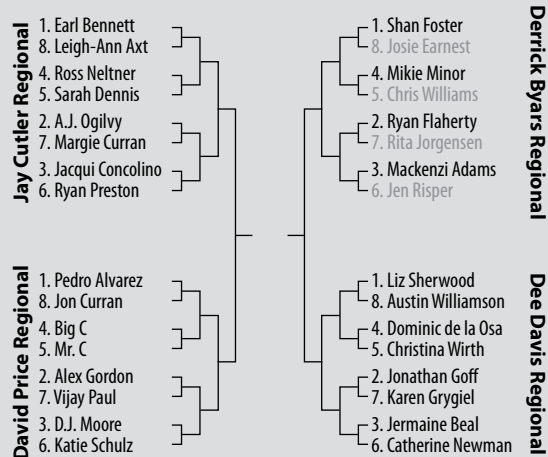 Jay Cutler Regional
1. Earl Bennett
8. Leigh-Ann Axt
4. Ross Neltner
5. Sarah Dennis
2. A.J. Ogilvy
7. Margie Curran
3. Jacqui Concolino
6. Ryan Preston
David Price Regional
1. Pedro Alvarez
8. Jon Curran
4. Big C
5. Mr. C
2. Alex Gordon
7. Vijay Paul
3. D.J. Moore
6. Katie Schulz
Derrick Byars Regional
1. Shan Foster
8. Josie Earnest
4. Mikie Minor
5. Chris Williams
2. Ryan Flaherty
7. Rita Jorgensen
3. Mackenzi Adams
6. Jen Risper
Dee Davis Regional
1. Liz Sherwood
8. Austin Williamson
4. Dominic de la Osa
5. Christina Wirth
2. Jonathan Goff
7. Karen Grygiel
3. Jermaine Beal
6. Catherine Newman